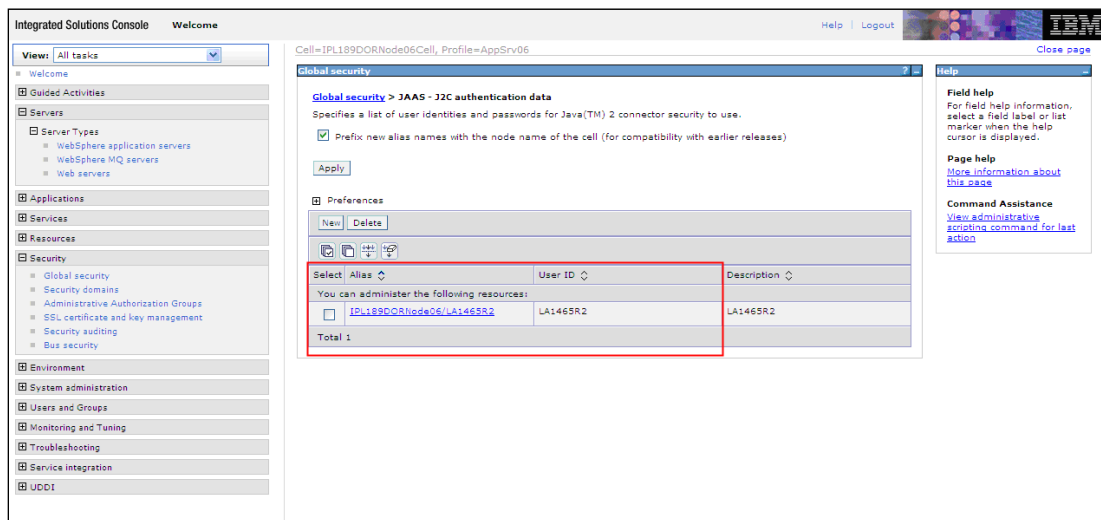 Integrated Solutions Console Welcome
Help | Logout
IBM
View: All tasks
Welcome
Guided Activities
Servers
Server Types
WebSphere application servers
WebSphere MQ servers
Web servers
Applications
Services
Resources
Security
Global security
Security domains
Administrative Authorization Groups
SSL certificate and key management
Security auditing
Bus security
Environment
System administration
Users and Groups
Monitoring and Tuning
Troubleshooting
Service integration
UDDI
Cell=IPL189DORNode06Cell, Profile=AppSrv06
Close page
Global security ? -
Global security > JAAS - J2C authentication data
Specifies a list of user identities and passwords for Java(TM) 2 connector security to use.
Prefix new alias names with the node name of the cell (for compatibility with earlier releases)
Apply
Preferences
New Delete
Select Alias User ID Description
You can administer the following resources:
IPL189DORNode06/LA1465R2 LA1465R2 LA1465R2
Total 1
Help -
Field help
For field help information,
select a field label or list
marker when the help
cursor is displayed.
Page help
More information about
this page
Command Assistance
View administrative
scripting command for last
action